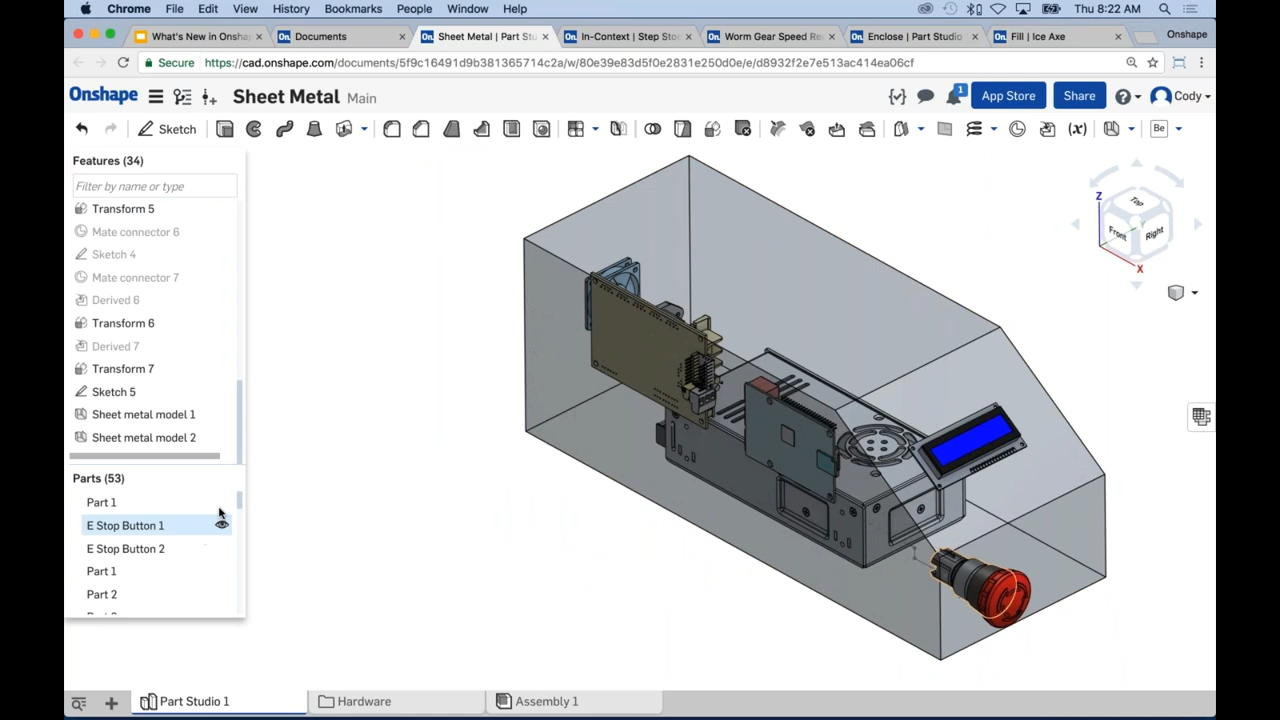 Chrome File Edit View History Bookmarks People Window Help Thu 8:22 AM
What's New in Onsha × Documents × Sheet Metal | Part Stu × In-Context | Step Stoo × Worm Gear Speed Re × Enclose | Part Studio × Fill | Ice Axe × Onshape
Secure https://cad.onshape.com/documents/5f9c16491d9b381365714c2a/w/80e39e83d5f0e2831e250d0e/e/d8932f2e7e513ac414ea06cf
Onshape Sheet Metal Main 1 App Store Share Cody
Sketch (x) Be
Features (34)
Filter by name or type
Transform 5
Mate connector 6
Sketch 4
Mate connector 7
Derived 6
Transform 6
Derived 7
Transform 7
Sketch 5
Sheet metal model 1
Sheet metal model 2
Parts (53)
Part 1
E Stop Button 1
E Stop Button 2
Part 1
Part 2
Z
Top
Front
Right
X
Part Studio 1 Hardware Assembly 1